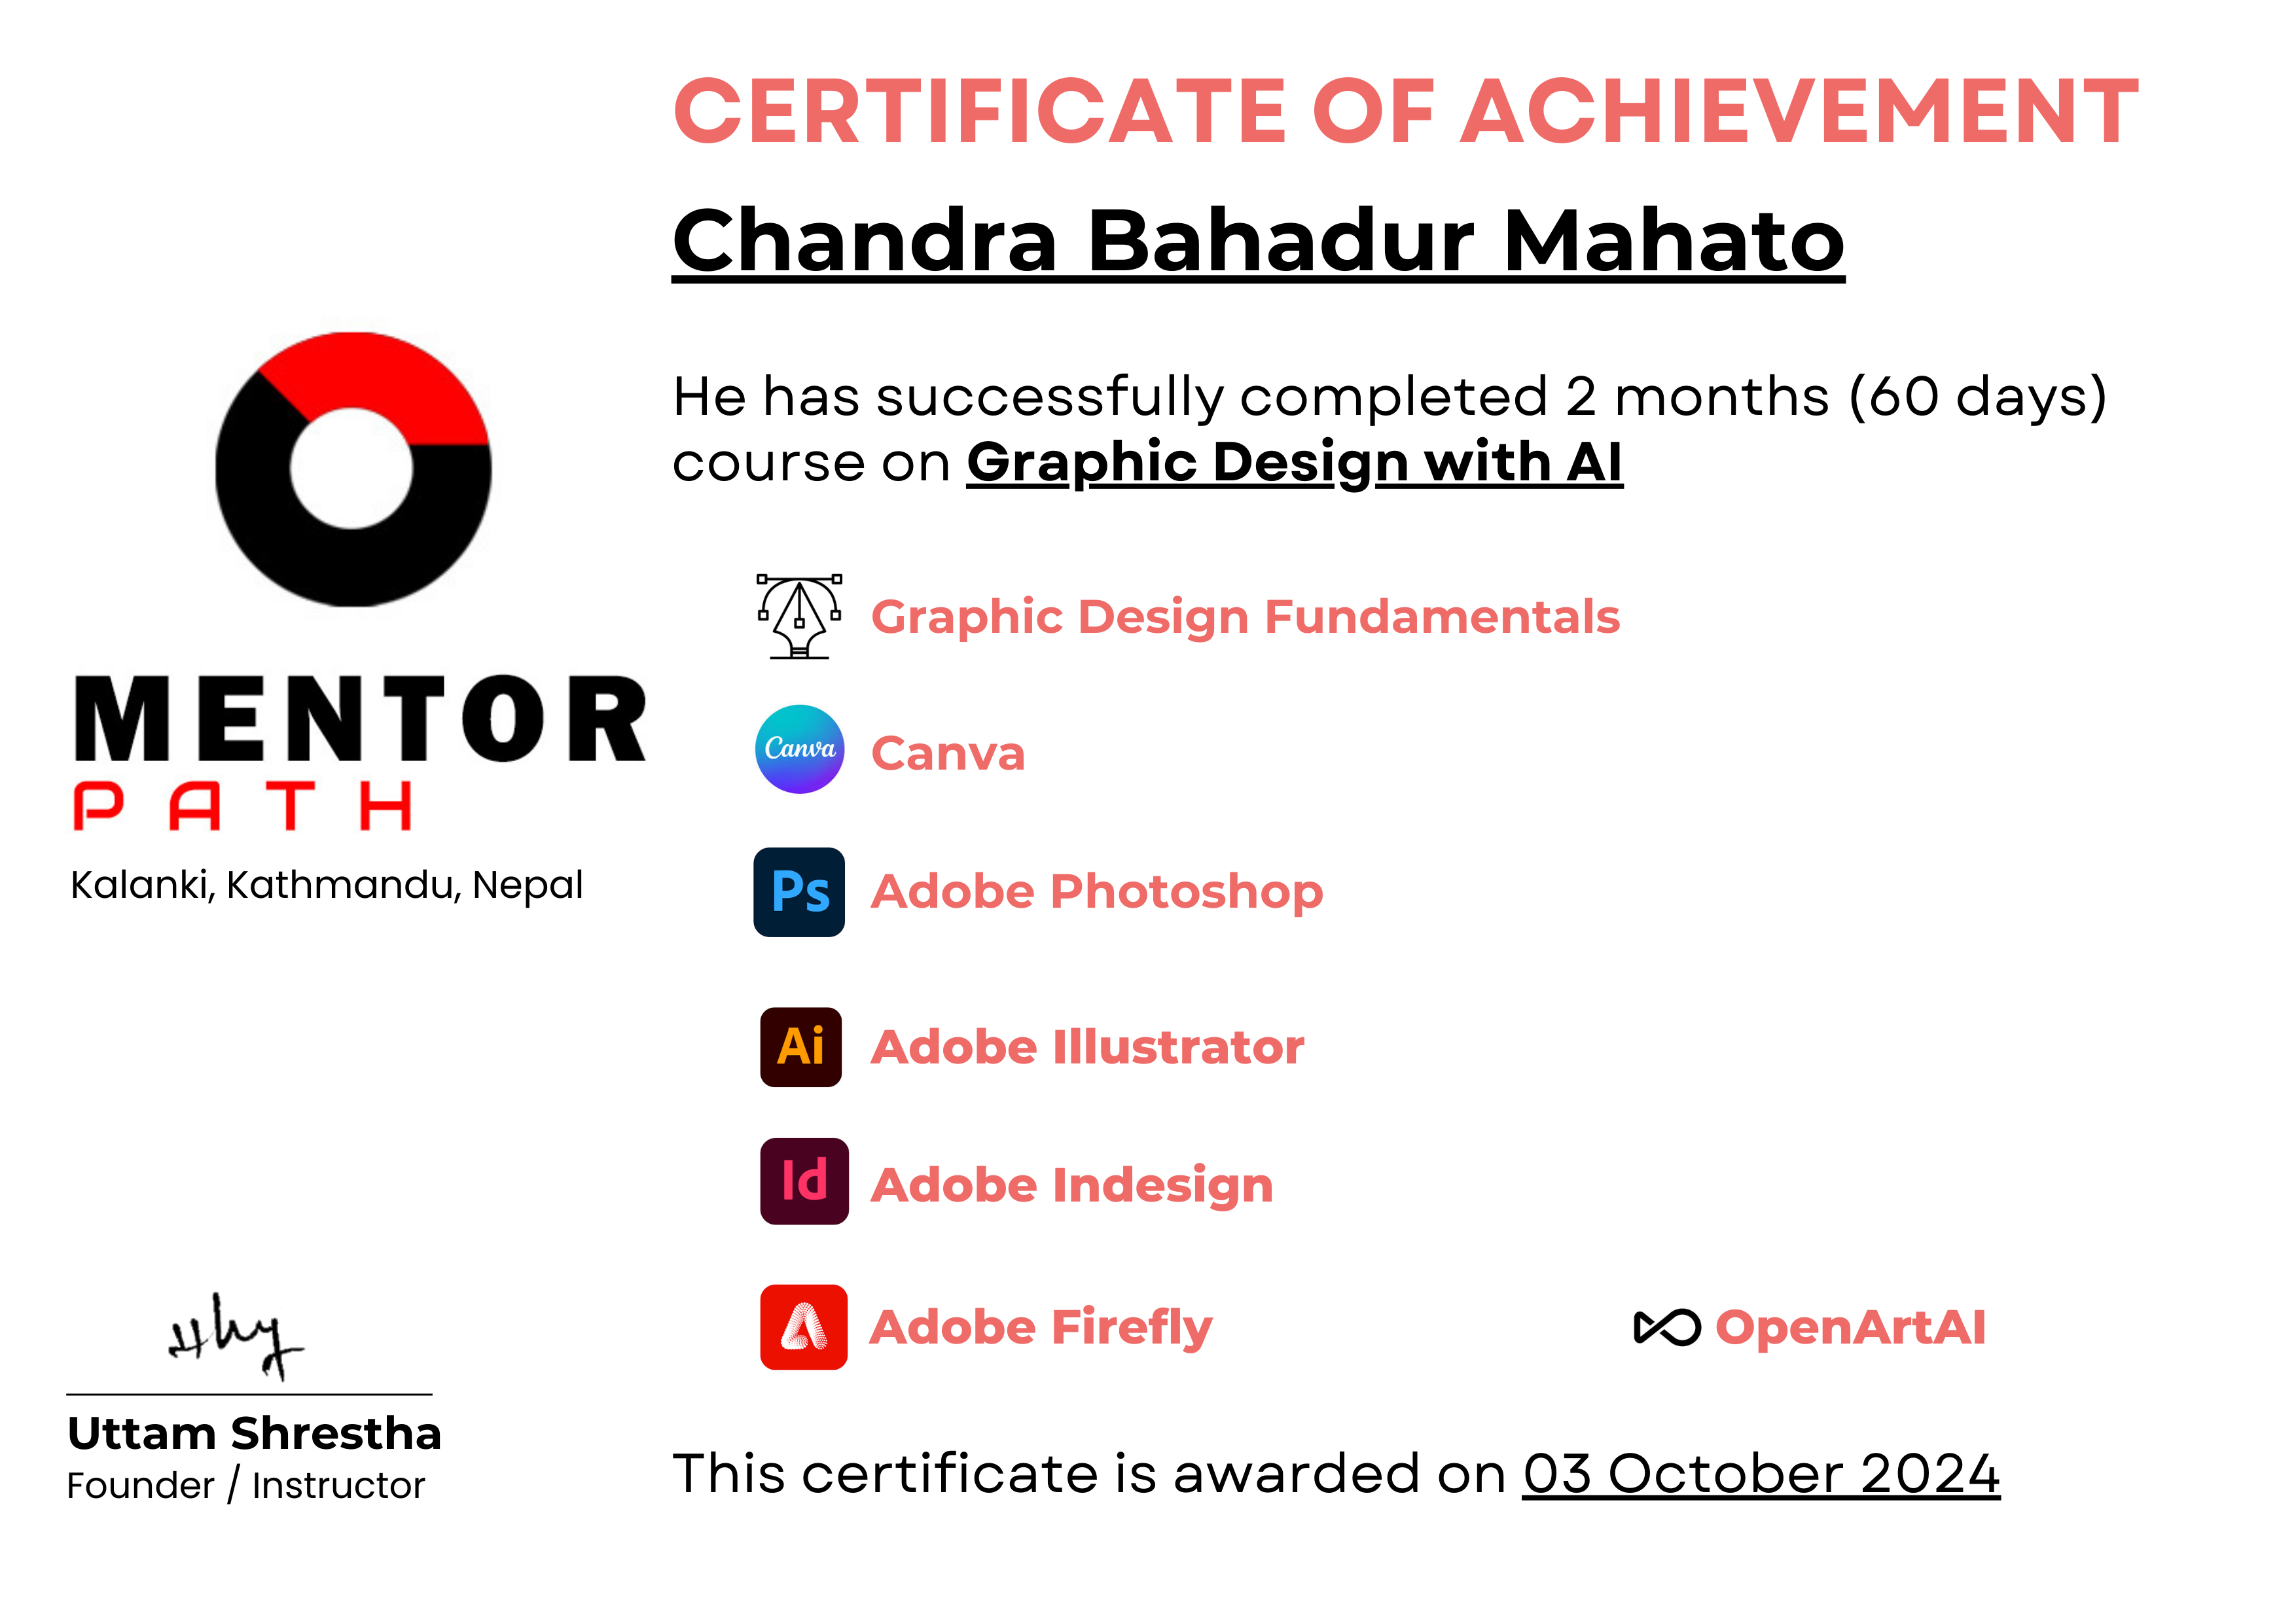 CERTIFICATE OF ACHIEVEMENT
Chandra Bahadur Mahato
He has successfully completed 2 months (60 days)
course on Graphic Design with AI
MENTOR
PATH
Kalanki, Kathmandu, Nepal
Graphic Design Fundamentals
Canva
Canva
Ps
Adobe Photoshop
Ai
Adobe Illustrator
Id
Adobe Indesign
Adobe Firefly
OpenArtAI
Uttam Shrestha
Founder / Instructor
This certificate is awarded on 03 October 2024